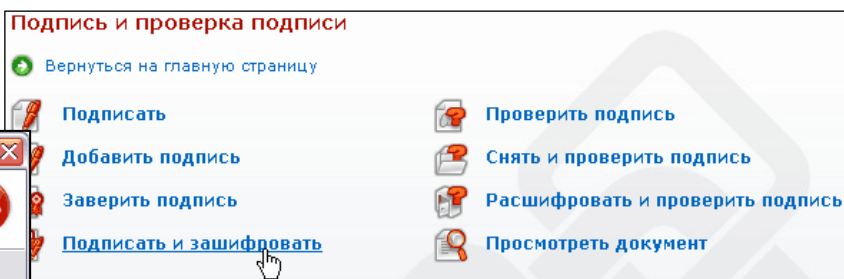 Подпись и проверка подписи
Вернуться на главную страницу
Подписать
Проверить подпись
Добавить подпись
Снять и проверить подпись
Заверить подпись
Расшифровать и проверить подпись
Подписать и зашифровать
Просмотреть документ